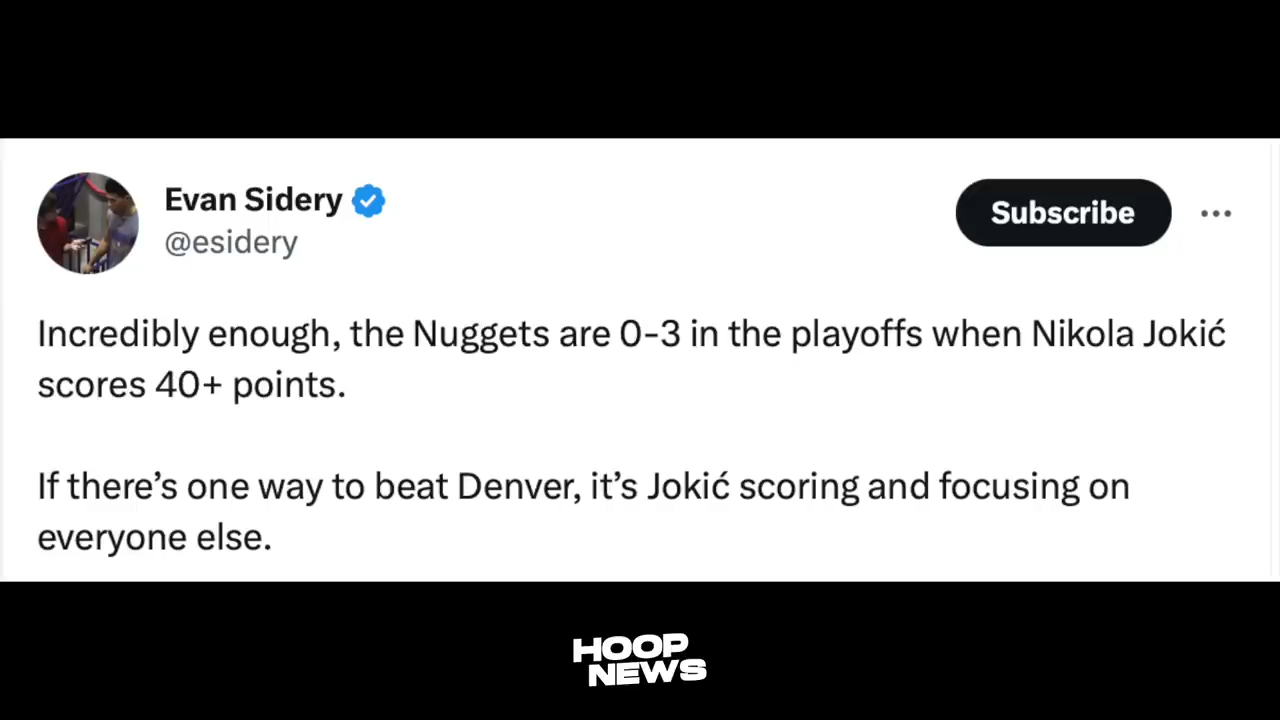 Evan Sidery
@esidery
Subscribe
Incredibly enough, the Nuggets are 0-3 in the playoffs when Nikola Jokić
scores 40+ points.
If there’s one way to beat Denver, it’s Jokić scoring and focusing on
everyone else.
HOOP
NEWS